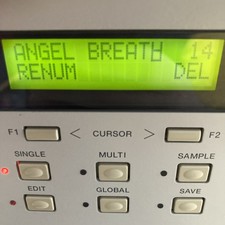 ANGEL BREATH 14
RENUM DEL
F1 < CURSOR > F2
SINGLE MULTI SAMPLE
EDIT GLOBAL SAVE